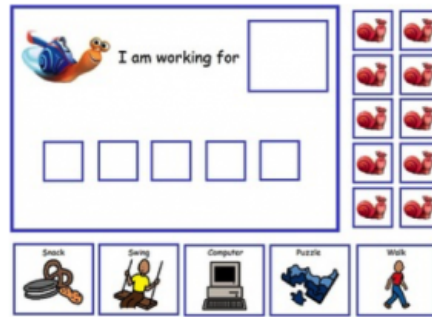 I am working for
Snack
Swing
Computer
Puzzle
Walk